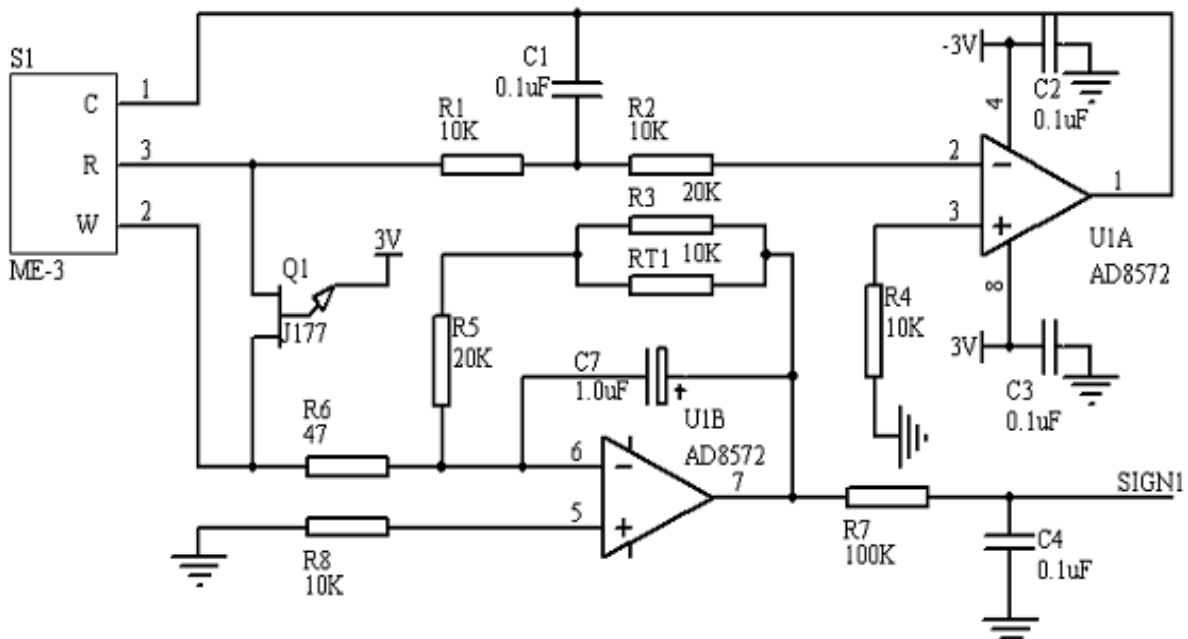 S1
C
1
R
3
W
2
ME-3
C1
0.1uF
R1
10K
R2
10K
-3V
4
C2
0.1uF
2
3
1
U1A
AD8572
8
3V
C3
0.1uF
R4
10K
20K
R3
10K
RT1
Q1
3V
J177
R5
20K
C7
1.0uF
U1B
AD8572
R6
47
6
5
7
R8
10K
R7
100K
SIGN1
C4
0.1uF